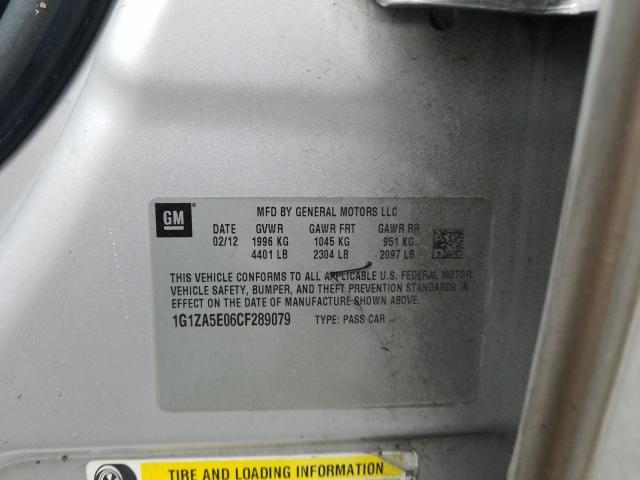 GM
MFD BY GENERAL MOTORS LLC
DATE GVWR GAWR FRT GAWR RR
02/12 1996 KG 1045 KG 951 KG
4401 LB 2304 LB 2097 LB
THIS VEHICLE CONFORMS TO ALL APPLICABLE U.S. FEDERAL MOTOR
VEHICLE SAFETY, BUMPER, AND THEFT PREVENTION STANDARDS IN
EFFECT ON THE DATE OF MANUFACTURE SHOWN ABOVE.
1G1ZA5E06CF289079 TYPE: PASS CAR
TIRE AND LOADING INFORMATION